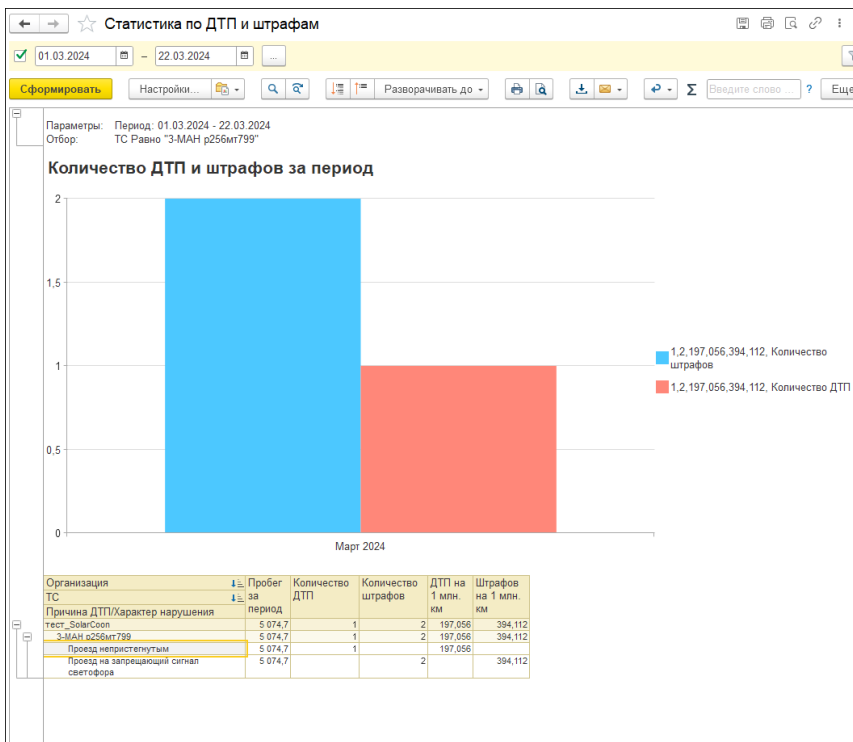 Статистика по ДТП и штрафам
01.03.2024 – 22.03.2024 ...
Сформировать Настройки... Разворачивать до Σ Введите слово ... ? Еще
Параметры: Период: 01.03.2024 - 22.03.2024
Отбор: ТС Равно "3-МАН р256мт799"
Количество ДТП и штрафов за период
2
1,5
1
0,5
0
Март 2024
1,2,197,056,394,112, Количество
штрафов
1,2,197,056,394,112, Количество ДТП
Организация Пробег Количество Количество ДТП на Штрафов
ТС за ДТП штрафов 1 млн. на 1 млн.
Причина ДТП/Характер нарушения период км км
тест_SolarCoon 5 074,7 1 2 197,056 394,112
3-МАН р256мт799 5 074,7 1 2 197,056 394,112
Проезд непристегнутым 5 074,7 1 197,056
Проезд на запрещающий сигнал 5 074,7 2 394,112
светофора